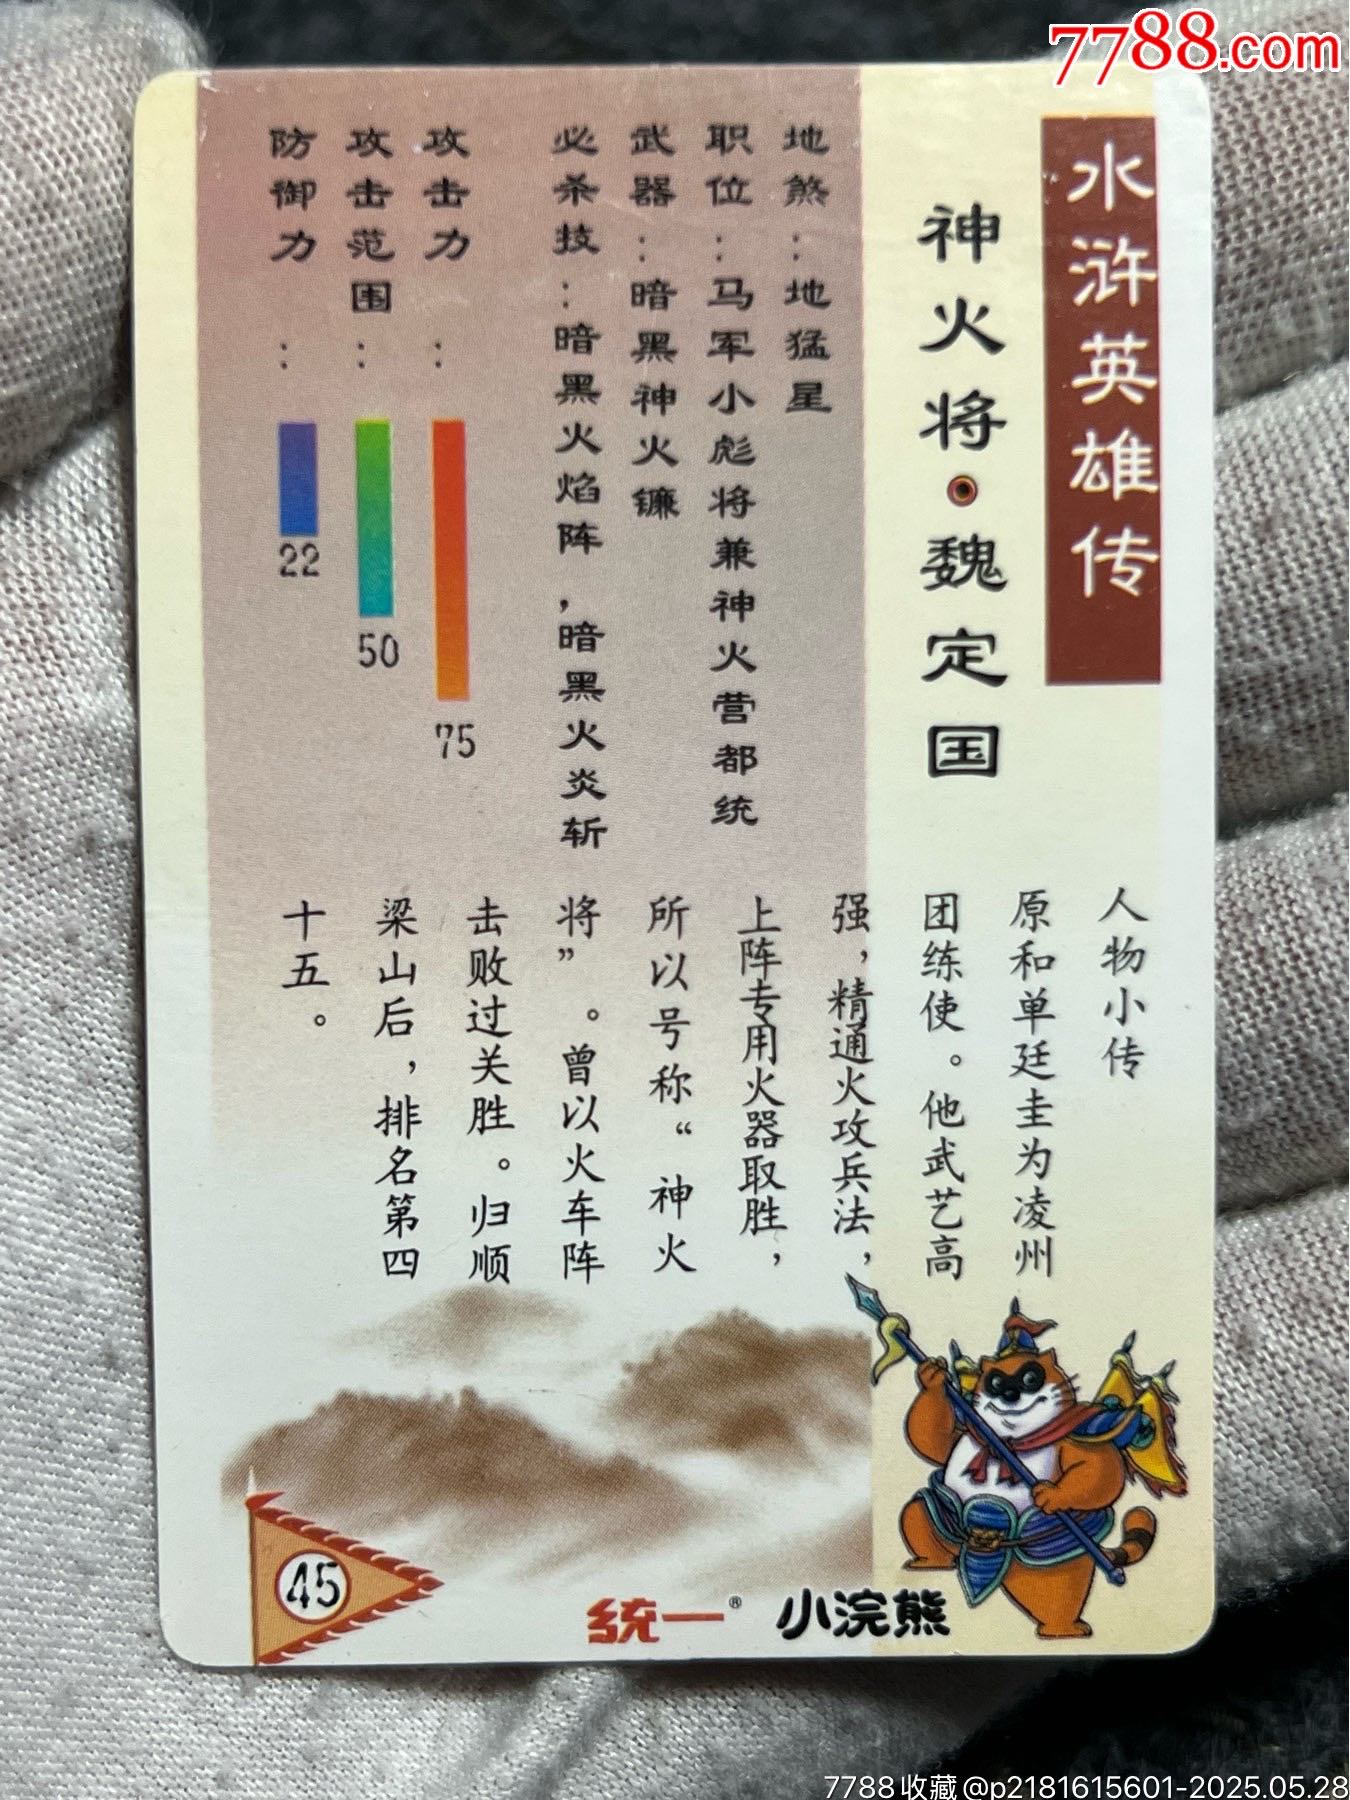 7788.com
水浒英雄传
神火将·魏定国
地煞：地猛星
职位：马军小彪将兼神火营都统
武器：暗黑神火镰
必杀技：暗黑火焰阵，暗黑火炎斩
攻击力：
75
攻击范围：
50
防御力：
22
人物小传
原和单廷圭为凌州
团练使。他武艺高
强，精通火攻兵法，
上阵专用火器取胜，
所以号称“神火
将”。曾以火车阵
击败过关胜。归顺
梁山后，排名第四
十五。
45
統一® 小浣熊
7788收藏@p2181615601-2025.05.28